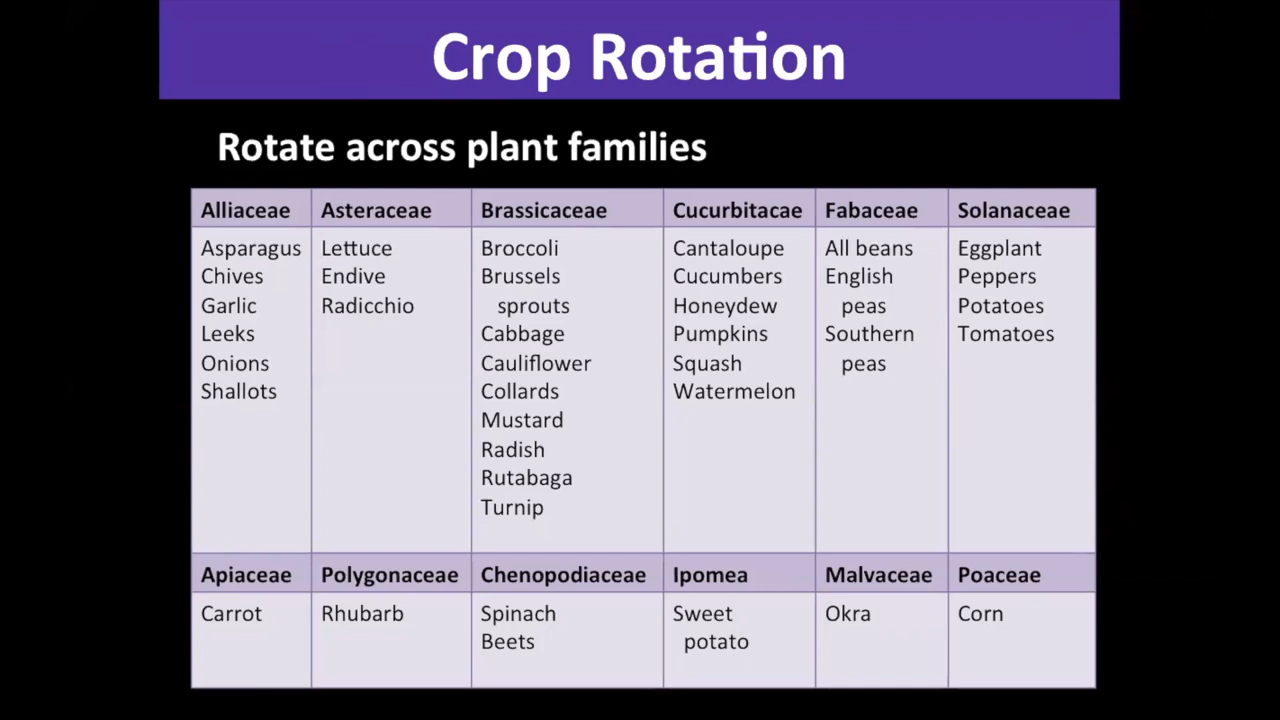 Crop Rotation
Rotate across plant families
Alliaceae Asteraceae Brassicaceae Cucurbitacae Fabaceae Solanaceae
Asparagus Lettuce Broccoli Cantaloupe All beans Eggplant
Chives Endive Brussels Cucumbers English Peppers
Garlic Radicchio sprouts Honeydew peas Potatoes
Leeks Cabbage Pumpkins Southern Tomatoes
Onions Cauliflower Squash peas
Shallots Collards Watermelon
Mustard
Radish
Rutabaga
Turnip
Apiaceae Polygonaceae Chenopodiaceae Ipomea Malvaceae Poaceae
Carrot Rhubarb Spinach Sweet Okra Corn
Beets potato